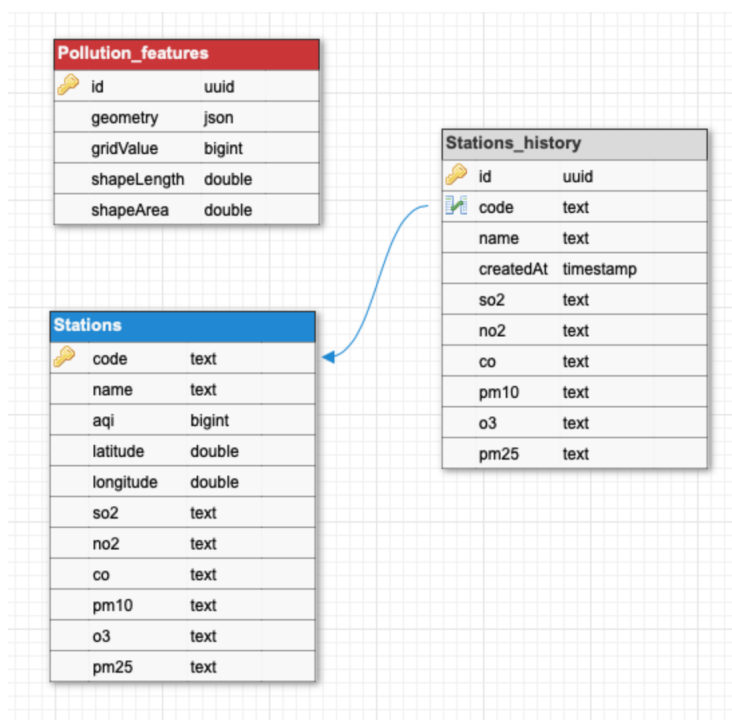 Pollution_features
id uuid
geometry json
gridValue bigint
shapeLength double
shapeArea double
Stations_history
id uuid
code text
name text
createdAt timestamp
so2 text
no2 text
co text
pm10 text
o3 text
pm25 text
Stations
code text
name text
aqi bigint
latitude double
longitude double
so2 text
no2 text
co text
pm10 text
o3 text
pm25 text